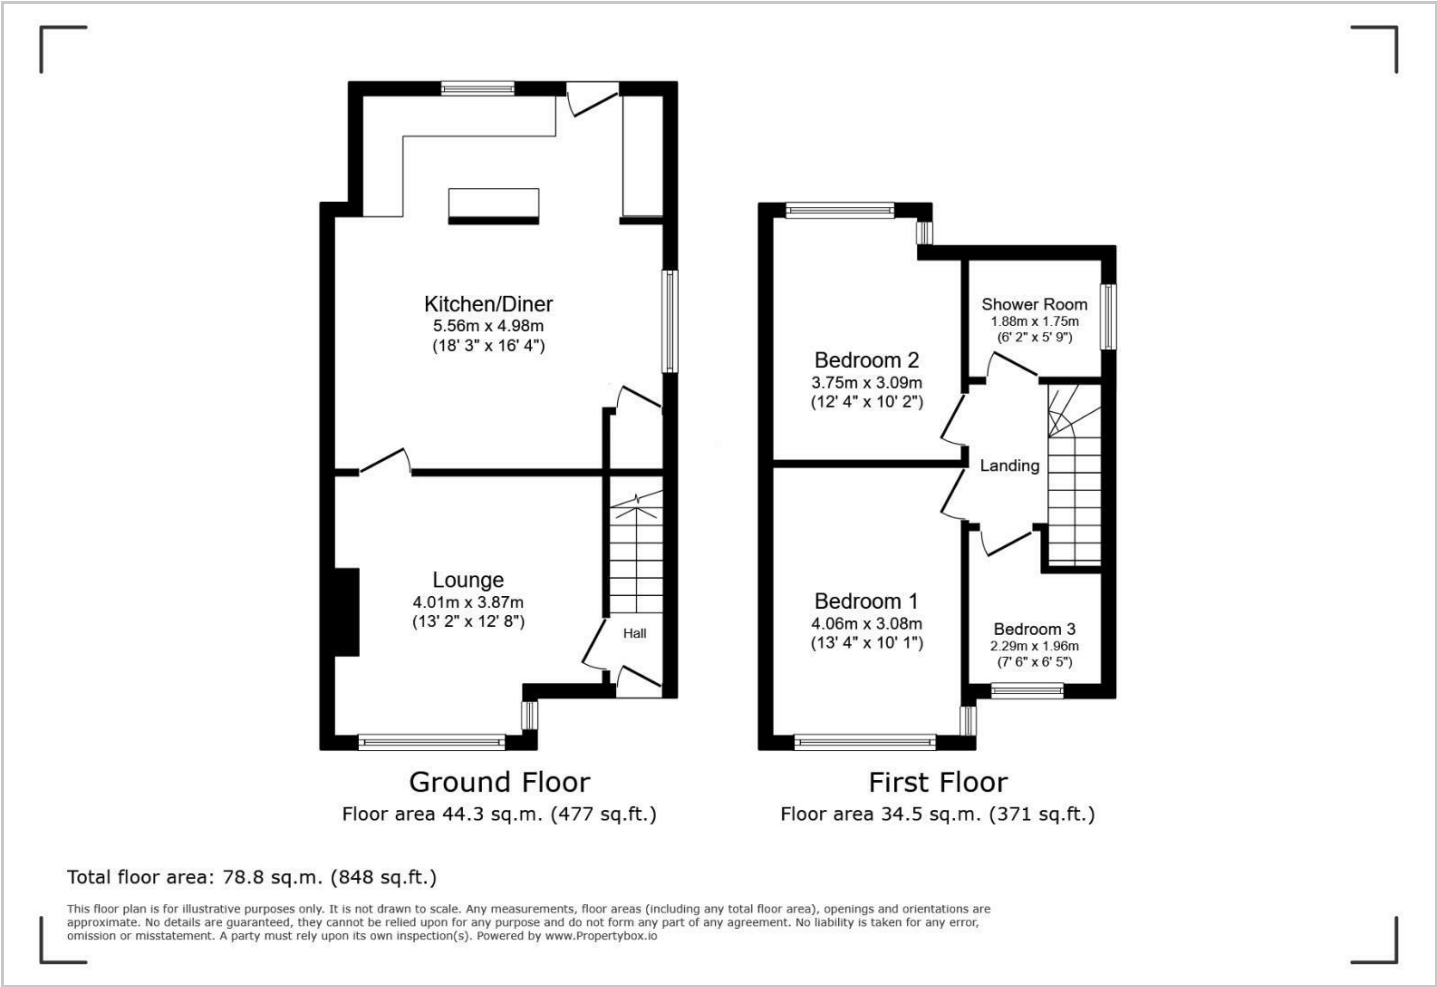 Kitchen/Diner
5.56m x 4.98m
(18' 3" x 16' 4")
Lounge
4.01m x 3.87m
(13' 2" x 12' 8")
Hall
Ground Floor
Floor area 44.3 sq.m. (477 sq.ft.)
Shower Room
1.88m x 1.75m
(6' 2" x 5' 9")
Bedroom 2
3.75m x 3.09m
(12' 4" x 10' 2")
Landing
Bedroom 1
4.06m x 3.08m
(13' 4" x 10' 1")
Bedroom 3
2.29m x 1.96m
(7' 6" x 6' 5")
First Floor
Floor area 34.5 sq.m. (371 sq.ft.)
Total floor area: 78.8 sq.m. (848 sq.ft.)
This floor plan is for illustrative purposes only. It is not drawn to scale. Any measurements, floor areas (including any total floor area), openings and orientations are
approximate. No details are guaranteed, they cannot be relied upon for any purpose and do not form any part of any agreement. No liability is taken for any error,
omission or misstatement. A party must rely upon its own inspection(s). Powered by www.Propertybox.io